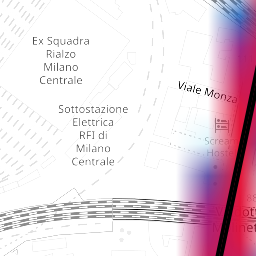 Ex Squadra
Rialzo
Milano
Centrale
Sottostazione
Elettrica
RFI di
Milano
Centrale
Viale Monza